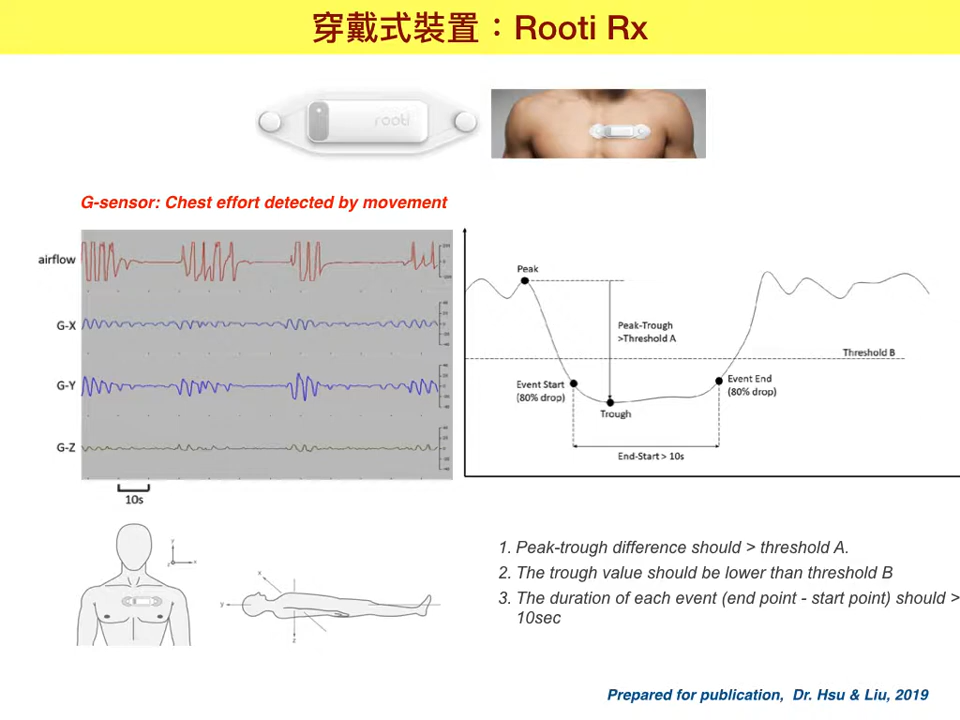 穿戴式裝置：Rooti Rx
rooti
G-sensor: Chest effort detected by movement
airflow
G-X
G-Y
G-Z
10s
Peak
Peak-Trough
>Threshold A
Threshold B
Event Start
(80% drop)
Event End
(80% drop)
Trough
End-Start > 10s
y
x
z
x
y
z
1. Peak-trough difference should > threshold A.
2. The trough value should be lower than threshold B
3. The duration of each event (end point - start point) should >
10sec
Prepared for publication, Dr. Hsu & Liu, 2019